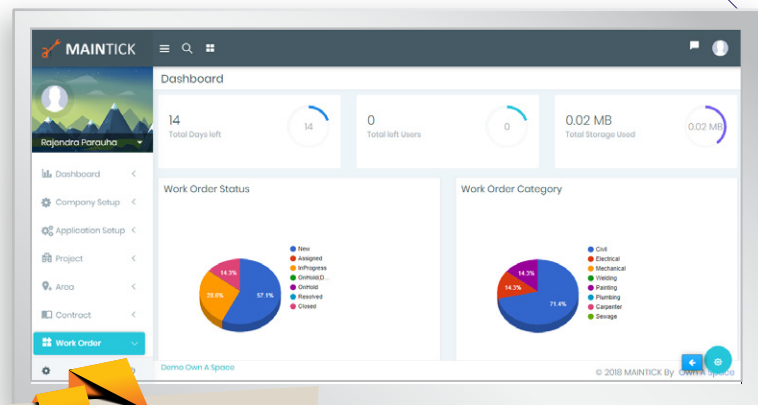 MAINTICK
Dashboard
14
Total Days left
14
0
Total left Users
0
0.02 MB
Total Storage Used
0.02 MB
Rajendra Parauha
Dashboard
Company Setup
Application Setup
Project
Area
Contract
Work Order
Work Order Status
14.3%
28.6%
57.1%
New
Assigned
InProgress
OnHold(D...
OnHold
Resolved
Closed
Work Order Category
14.3%
14.3%
71.4%
Civil
Electrical
Mechanical
Welding
Painting
Plumbing
Carpenter
Sewage
Demo Own A Space
© 2018 MAINTICK By Own A Space